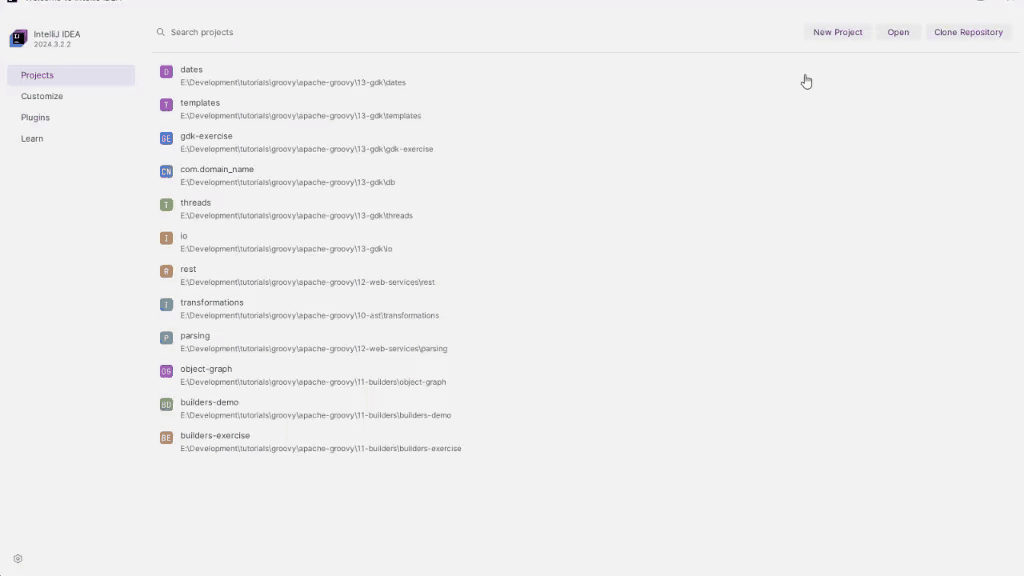 Welcome to IntelliJ IDEA
IntelliJ IDEA
2024.3.2.2
Search projects
New Project
Open
Clone Repository
Projects
Customize
Plugins
Learn
D
dates
E:\Development\tutorials\groovy\apache-groovy\13-gdk\dates
T
templates
E:\Development\tutorials\groovy\apache-groovy\13-gdk\templates
GE
gdk-exercise
E:\Development\tutorials\groovy\apache-groovy\13-gdk\gdk-exercise
CN
com.domain_name
E:\Development\tutorials\groovy\apache-groovy\13-gdk\db
T
threads
E:\Development\tutorials\groovy\apache-groovy\13-gdk\threads
I
io
E:\Development\tutorials\groovy\apache-groovy\13-gdk\io
R
rest
E:\Development\tutorials\groovy\apache-groovy\12-web-services\rest
T
transformations
E:\Development\tutorials\groovy\apache-groovy\10-ast\transformations
P
parsing
E:\Development\tutorials\groovy\apache-groovy\12-web-services\parsing
OG
object-graph
E:\Development\tutorials\groovy\apache-groovy\11-builders\object-graph
BD
builders-demo
E:\Development\tutorials\groovy\apache-groovy\11-builders\builders-demo
BE
builders-exercise
E:\Development\tutorials\groovy\apache-groovy\11-builders\builders-exercise